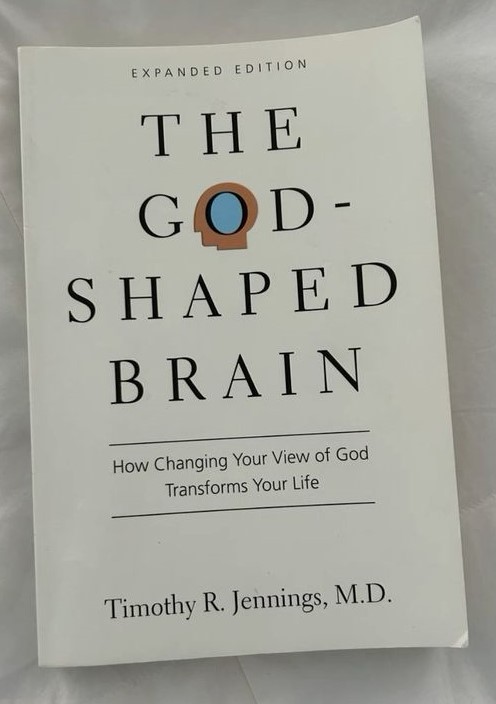 EXPANDED EDITION
THE
GOD-
SHAPED
BRAIN
How Changing Your View of God
Transforms Your Life
Timothy R. Jennings, M.D.